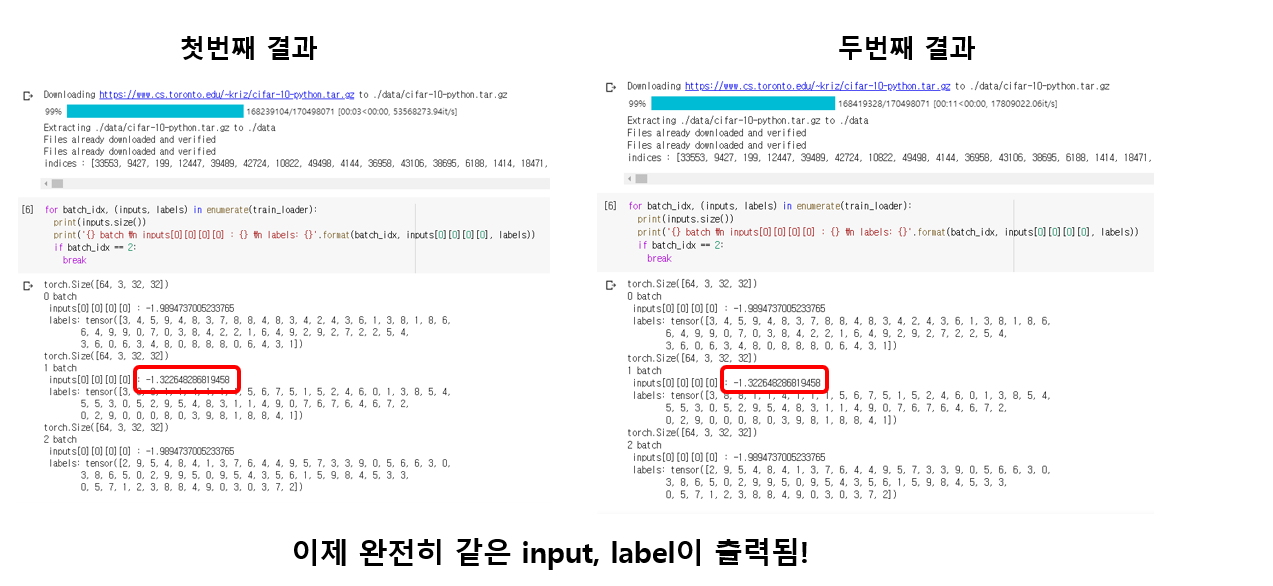 첫번째 결과
Downloading https://www.cs.toronto.edu/~kriz/cifar-10-python.tar.gz to ./data/cifar-10-python.tar.gz
99% 168239104/170498071 [00:03<00:00, 53568273.94it/s]
Extracting ./data/cifar-10-python.tar.gz to ./data
Files already downloaded and verified
Files already downloaded and verified
indices : [33553, 9427, 199, 12447, 39489, 42724, 10822, 49498, 4144, 36958, 43106, 38695, 6188, 1414, 18471,
[6] for batch_idx, (inputs, labels) in enumerate(train_loader):
print(inputs.size())
print('{} batch ₩n inputs[0][0][0][0] : {} ₩n labels: {}'.format(batch_idx, inputs[0][0][0][0], labels))
if batch_idx == 2:
break
torch.Size([64, 3, 32, 32])
0 batch
inputs[0][0][0][0] : -1.9894737005233765
labels: tensor([3, 4, 5, 9, 4, 8, 3, 7, 8, 8, 4, 8, 3, 4, 2, 4, 3, 6, 1, 3, 8, 1, 8, 6,
6, 4, 9, 9, 0, 7, 0, 3, 8, 4, 2, 2, 1, 6, 4, 9, 2, 9, 2, 7, 2, 2, 5, 4,
3, 6, 0, 6, 3, 4, 8, 0, 8, 8, 8, 0, 6, 4, 3, 1])
torch.Size([64, 3, 32, 32])
1 batch
inputs[0][0][0][0] : -1.322648286819458
labels: tensor([3, 5, 6, 7, 5, 1, 5, 2, 4, 6, 0, 1, 3, 8, 5, 4,
5, 5, 3, 0, 5, 2, 9, 5, 4, 8, 3, 1, 1, 4, 9, 0, 7, 6, 7, 6, 4, 6, 7, 2,
0, 2, 9, 0, 0, 0, 8, 0, 3, 9, 8, 1, 8, 8, 4, 1])
torch.Size([64, 3, 32, 32])
2 batch
inputs[0][0][0][0] : -1.9894737005233765
labels: tensor([2, 9, 5, 4, 8, 4, 1, 3, 7, 6, 4, 4, 9, 5, 7, 3, 3, 9, 0, 5, 6, 6, 3, 0,
3, 8, 6, 5, 0, 2, 9, 9, 5, 0, 9, 5, 4, 3, 5, 6, 1, 5, 9, 8, 4, 5, 3, 3,
0, 5, 7, 1, 2, 3, 8, 8, 4, 9, 0, 3, 0, 3, 7, 2])
두번째 결과
Downloading https://www.cs.toronto.edu/~kriz/cifar-10-python.tar.gz to ./data/cifar-10-python.tar.gz
99% 168419328/170498071 [00:11<00:00, 17809022.06it/s]
Extracting ./data/cifar-10-python.tar.gz to ./data
Files already downloaded and verified
Files already downloaded and verified
indices : [33553, 9427, 199, 12447, 39489, 42724, 10822, 49498, 4144, 36958, 43106, 38695, 6188, 1414, 18471,
[6] for batch_idx, (inputs, labels) in enumerate(train_loader):
print(inputs.size())
print('{} batch ₩n inputs[0][0][0][0] : {} ₩n labels: {}'.format(batch_idx, inputs[0][0][0][0], labels))
if batch_idx == 2:
break
torch.Size([64, 3, 32, 32])
0 batch
inputs[0][0][0][0] : -1.9894737005233765
labels: tensor([3, 4, 5, 9, 4, 8, 3, 7, 8, 8, 4, 8, 3, 4, 2, 4, 3, 6, 1, 3, 8, 1, 8, 6,
6, 4, 9, 9, 0, 7, 0, 3, 8, 4, 2, 2, 1, 6, 4, 9, 2, 9, 2, 7, 2, 2, 5, 4,
3, 6, 0, 6, 3, 4, 8, 0, 8, 8, 8, 0, 6, 4, 3, 1])
torch.Size([64, 3, 32, 32])
1 batch
inputs[0][0][0][0] : -1.322648286819458
labels: tensor([3, 8, 8, 1, 1, 4, 1, 1, 1, 5, 6, 7, 5, 1, 5, 2, 4, 6, 0, 1, 3, 8, 5, 4,
5, 5, 3, 0, 5, 2, 9, 5, 4, 8, 3, 1, 1, 4, 9, 0, 7, 6, 7, 6, 4, 6, 7, 2,
0, 2, 9, 0, 0, 0, 8, 0, 3, 9, 8, 1, 8, 8, 4, 1])
torch.Size([64, 3, 32, 32])
2 batch
inputs[0][0][0][0] : -1.9894737005233765
labels: tensor([2, 9, 5, 4, 8, 4, 1, 3, 7, 6, 4, 4, 9, 5, 7, 3, 3, 9, 0, 5, 6, 6, 3, 0,
3, 8, 6, 5, 0, 2, 9, 9, 5, 0, 9, 5, 4, 3, 5, 6, 1, 5, 9, 8, 4, 5, 3, 3,
0, 5, 7, 1, 2, 3, 8, 8, 4, 9, 0, 3, 0, 3, 7, 2])
이제 완전히 같은 input, label이 출력됨!